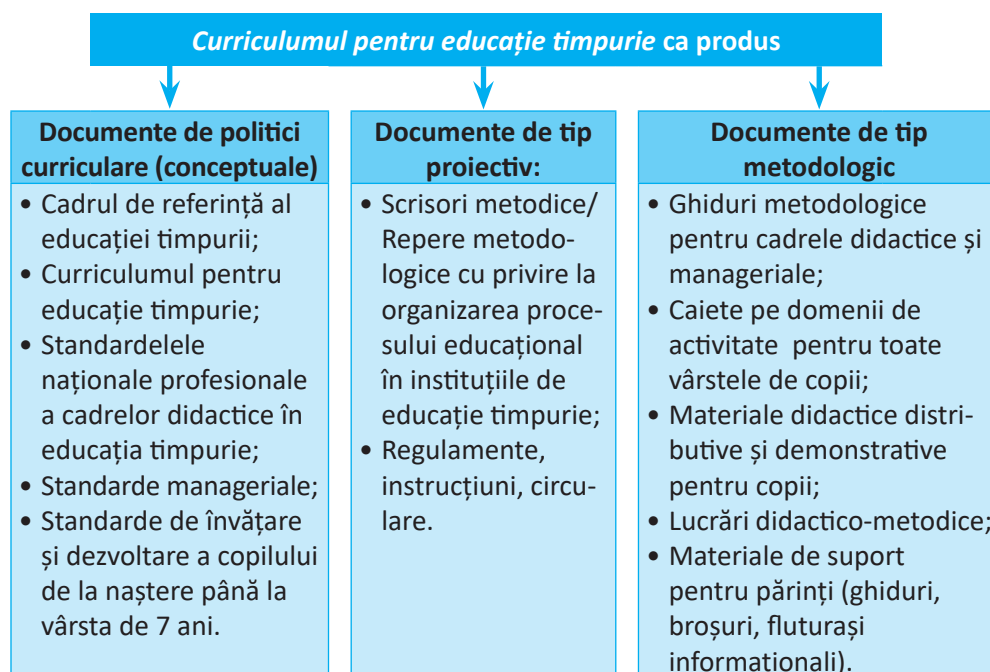 Curriculumul pentru educație timpurie ca produs
Documente de politici
curriculare (conceptuale)
• Cadrul de referință al
educației timpurii;
• Curriculumul pentru
educație timpurie;
• Standardelele
naționale profesionale
a cadrelor didactice în
educația timpurie;
• Standarde manageriale;
• Standarde de învățare
și dezvoltare a copilului
de la naștere până la
vârsta de 7 ani.
Documente de tip
proiectiv:
• Scrisori metodice/
Repere metodo-
logice cu privire la
organizarea proce-
sului educațional
în instituțiile de
educație timpurie;
• Regulamente,
instrucțiuni, circu-
lare.
Documente de tip
metodologic
• Ghiduri metodologice
pentru cadrele didactice și
manageriale;
• Caiete pe domenii de
activitate pentru toate
vârstele de copii;
• Materiale didactice distri-
butive și demonstrative
pentru copii;
• Lucrări didactico-metodice;
• Materiale de suport
pentru părinți (ghiduri,
broșuri, fluturași
informaționali).